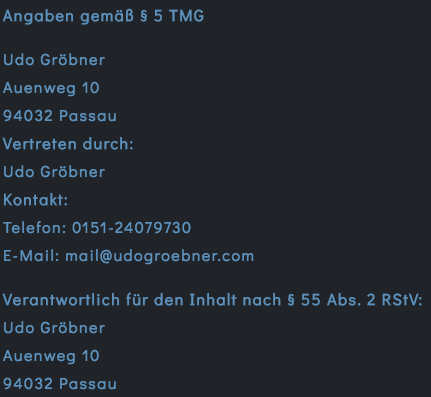 Angaben gemäß § 5 TMG
Udo Gröbner
Auenweg 10
94032 Passau
Vertreten durch:
Udo Gröbner
Kontakt:
Telefon: 0151-24079730
E-Mail: mail@udogroebner.com
Verantwortlich für den Inhalt nach § 55 Abs. 2 RStV:
Udo Gröbner
Auenweg 10
94032 Passau